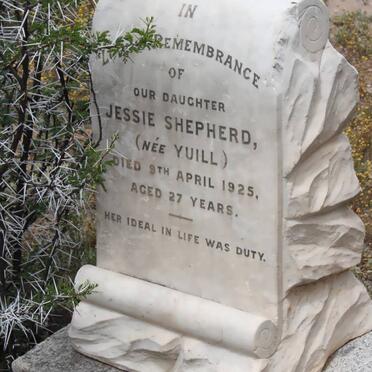 IN
LOVING REMEMBRANCE
OF
OUR DAUGHTER
JESSIE SHEPHERD,
(NÉE YUILL)
DIED 9TH APRIL 1925,
AGED 27 YEARS.
HER IDEAL IN LIFE WAS DUTY.